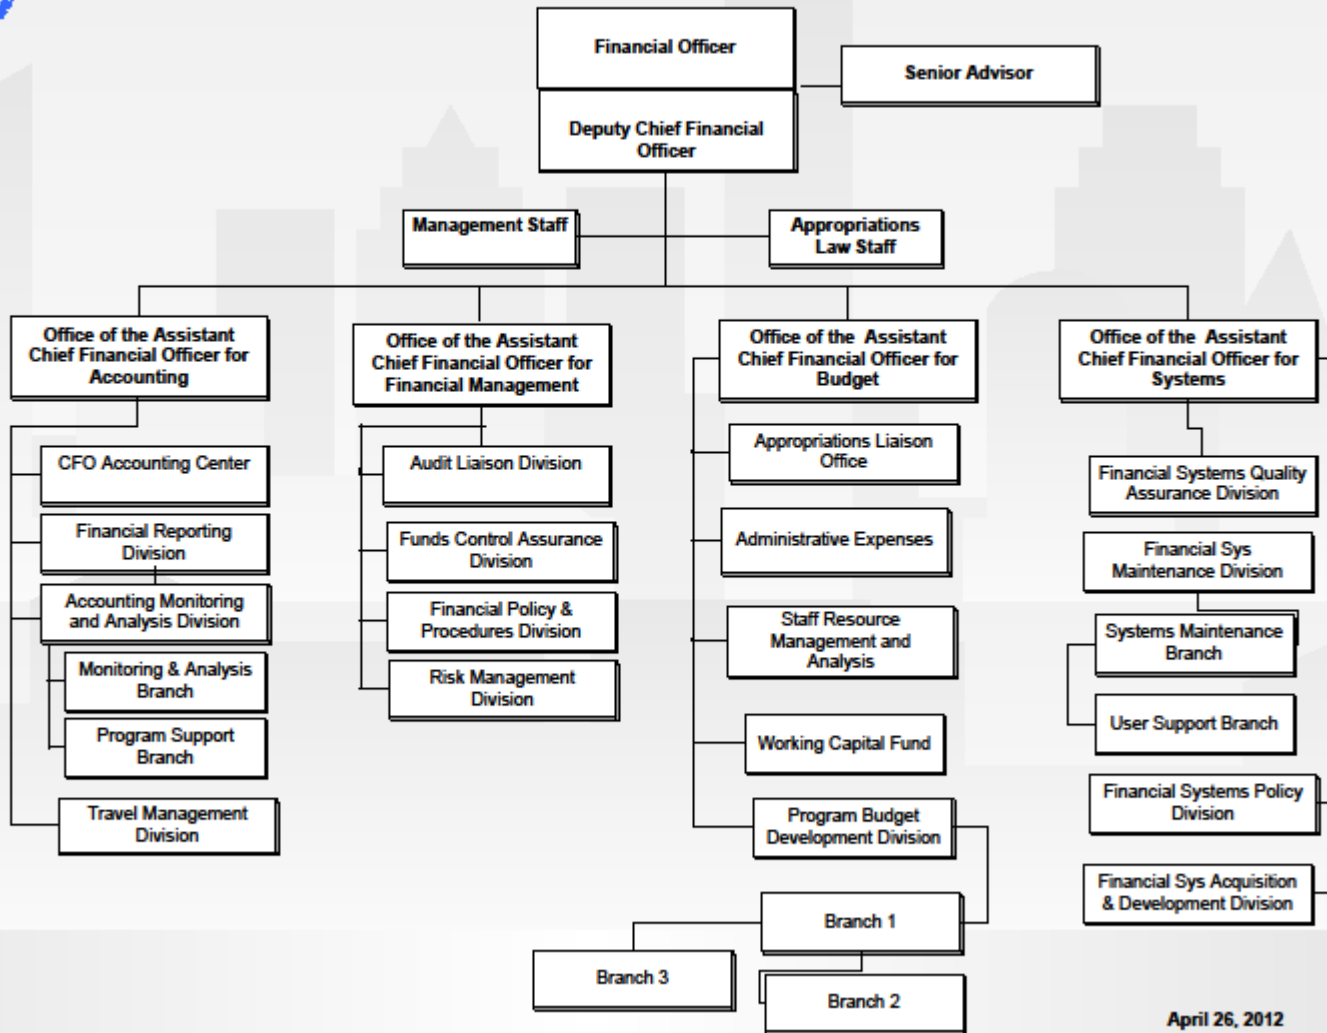 Financial Officer
Senior Advisor
Deputy Chief Financial
Officer
Management Staff
Appropriations
Law Staff
Office of the Assistant
Chief Financial Officer for
Accounting
Office of the Assistant
Chief Financial Officer for
Financial Management
Office of the  Assistant
Chief Financial Officer for
Budget
Office of the  Assistant
Chief Financial Officer for
Systems
CFO Accounting Center
Financial Reporting
Division
Accounting Monitoring
and Analysis Division
Monitoring & Analysis
Branch
Program Support
Branch
Travel Management
Division
Audit Liaison Division
Funds Control Assurance
Division
Financial Policy &
Procedures Division
Risk Management
Division
Appropriations Liaison
Office
Administrative Expenses
Staff Resource
Management and
Analysis
Working Capital Fund
Program Budget
Development Division
Branch 1
Branch 3
Branch 2
Financial Systems Quality
Assurance Division
Financial Sys
Maintenance Division
Systems Maintenance
Branch
User Support Branch
Financial Systems Policy
Division
Financial Sys Acquisition
& Development Division
April 26, 2012